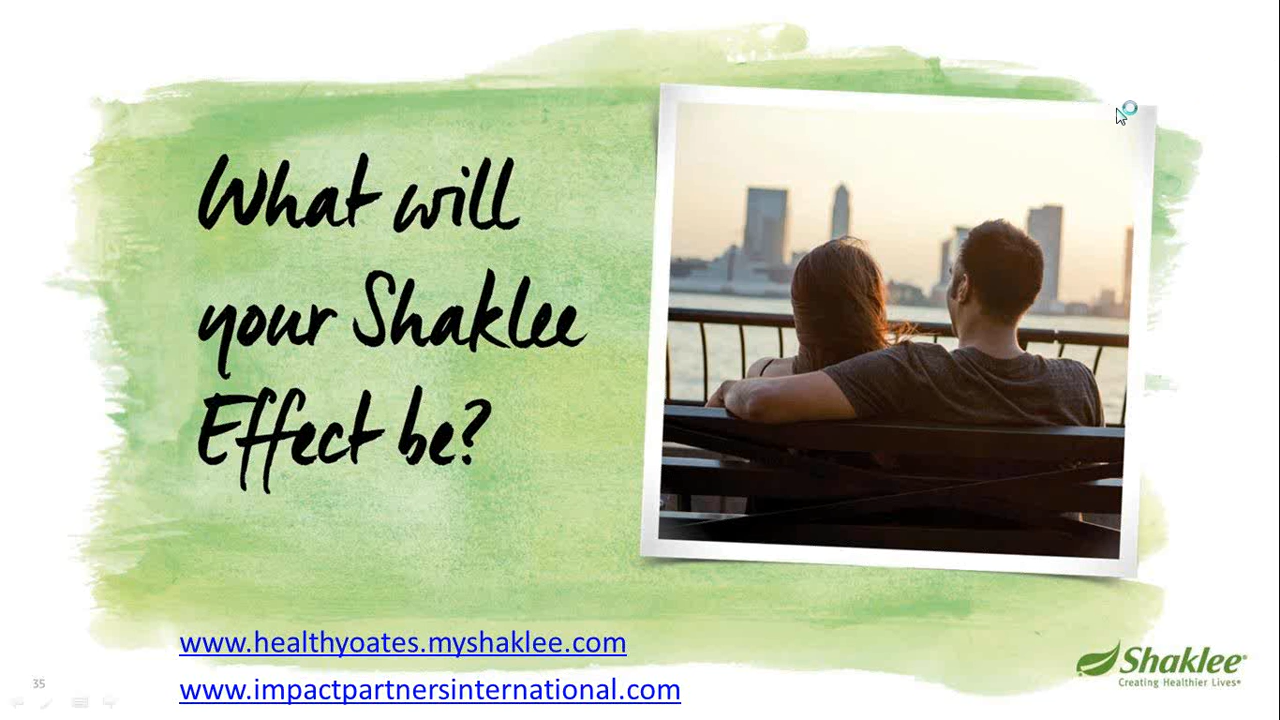 What will
your Shaklee
Effect be?
www.healthyoates.myshaklee.com
www.impactpartnersinternational.com
Shaklee®
Creating Healthier Lives®
35